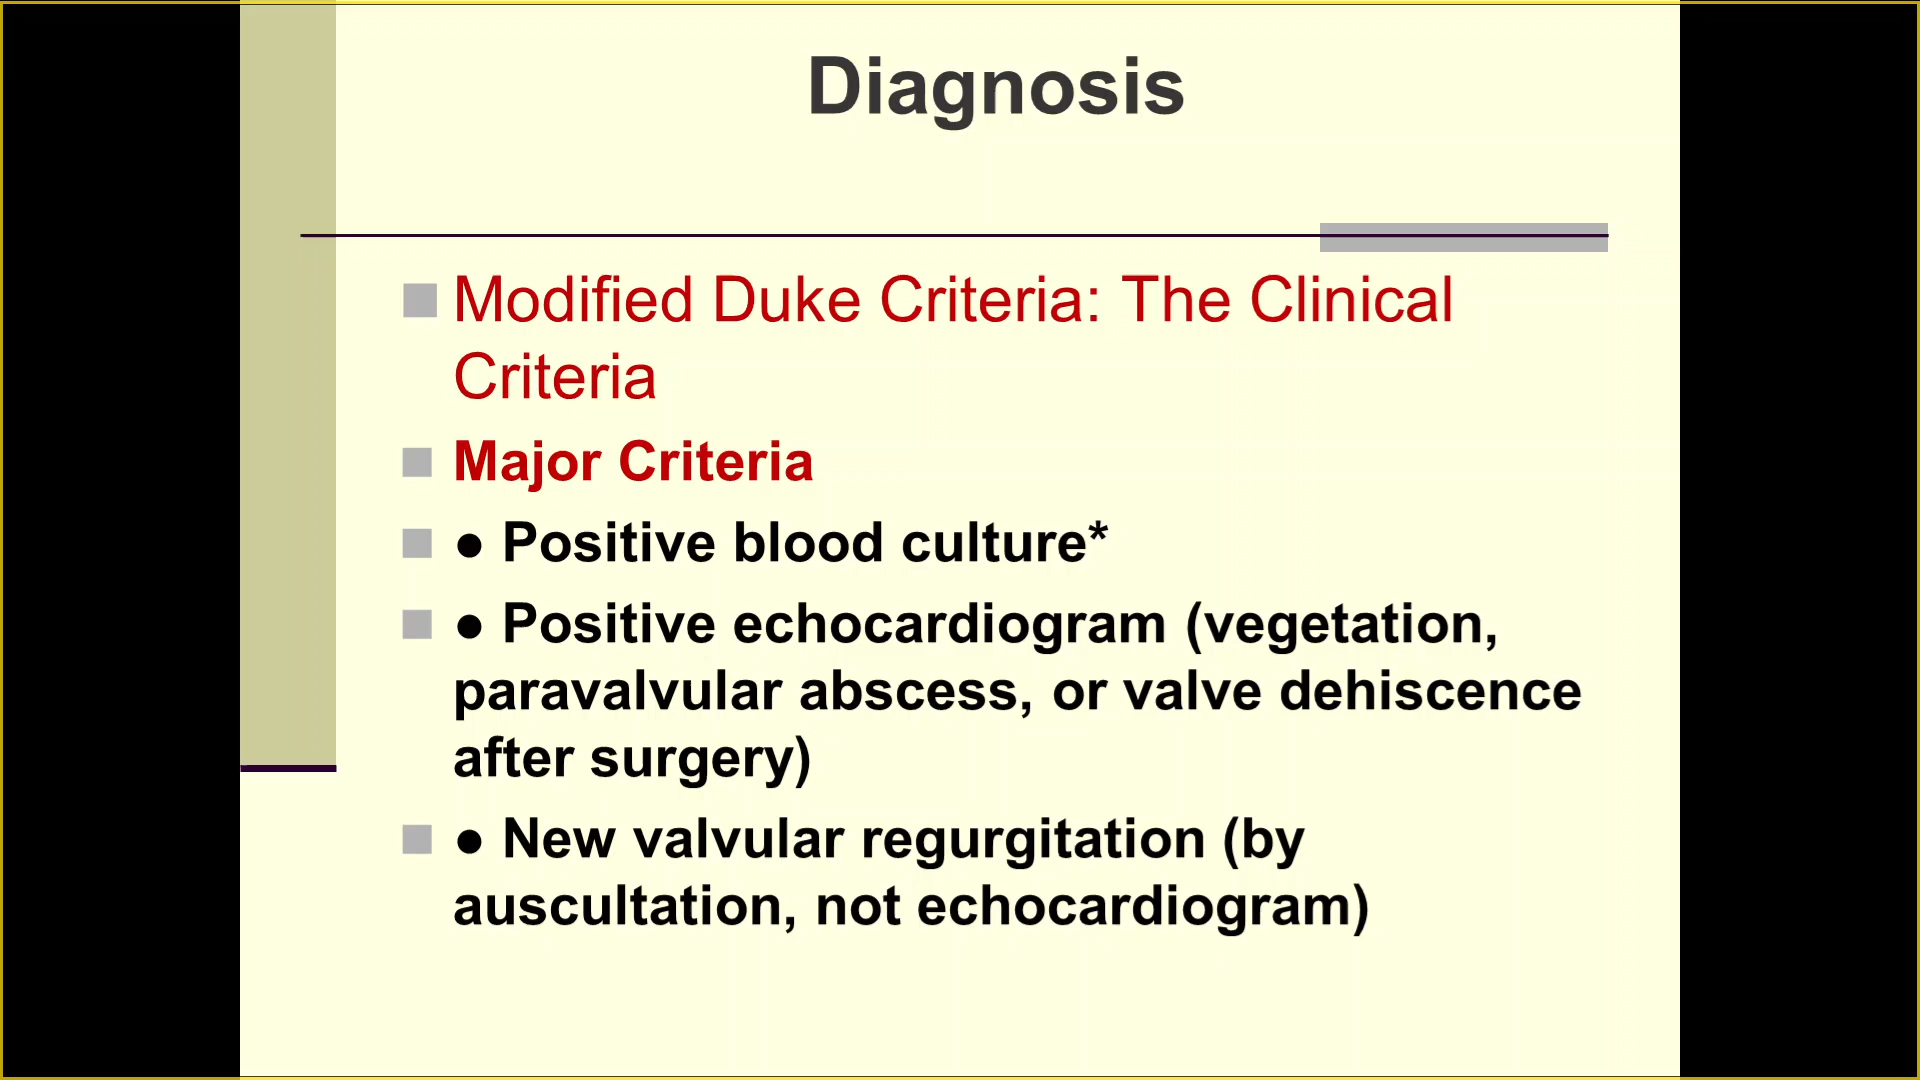 Diagnosis
Modified Duke Criteria: The Clinical
Criteria
Major Criteria
● Positive blood culture*
● Positive echocardiogram (vegetation,
paravalvular abscess, or valve dehiscence
after surgery)
● New valvular regurgitation (by
auscultation, not echocardiogram)